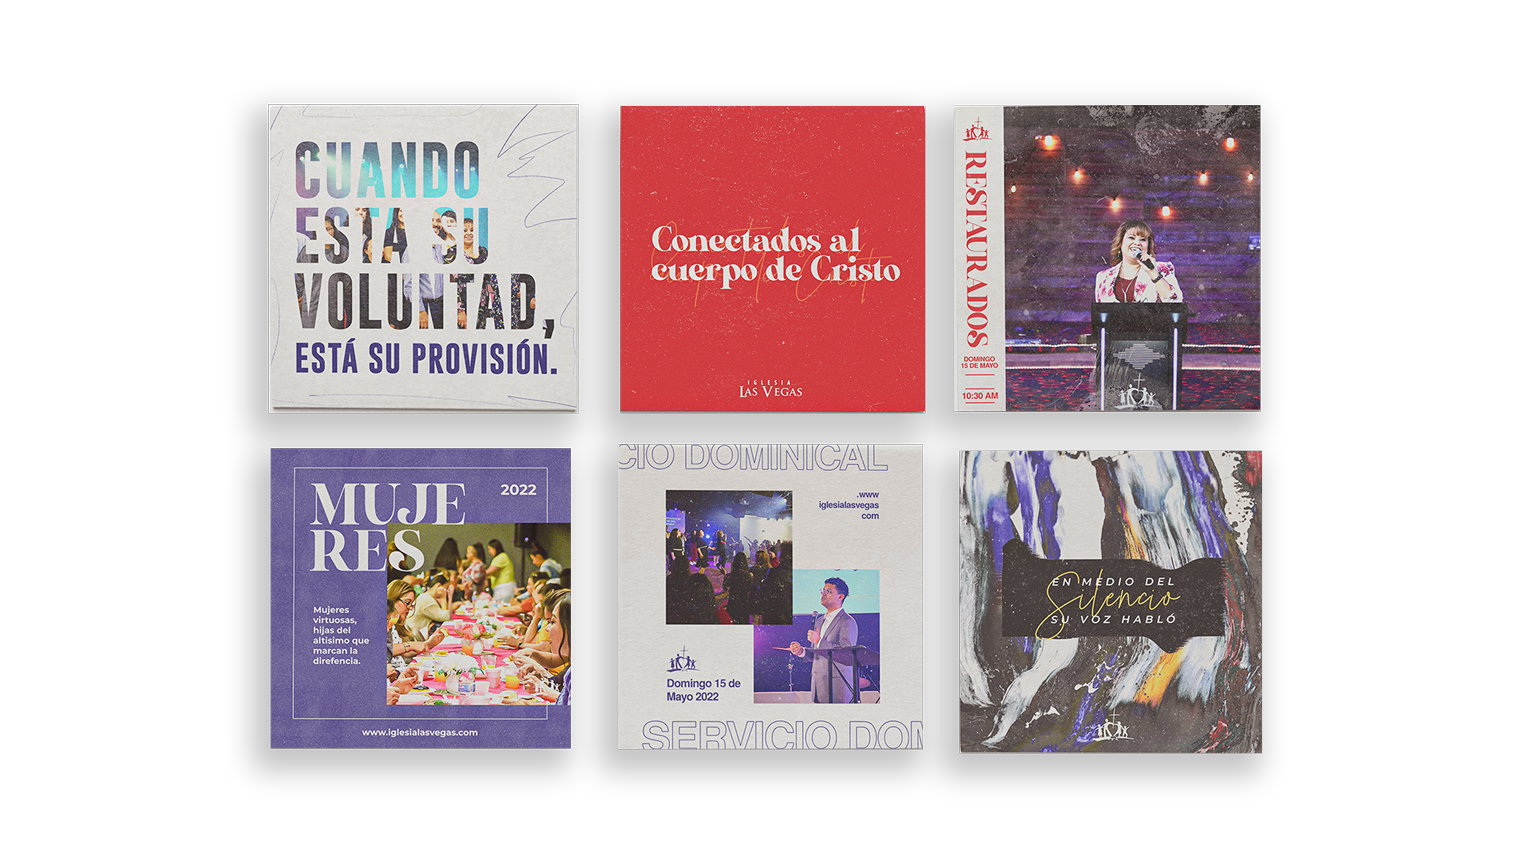 CUANDO
ESTA SU
VOLUNTAD,
ESTÁ SU PROVISIÓN.
Conectados al
cuerpo de Cristo
IGLESIA
LAS VEGAS
RESTAURADOS
DOMINGO
15 DE MAYO
10:30 AM
MUJE
RES
2022
Mujeres
virtuosas,
hijas del
altisimo que
marcan la
direfencia.
www.iglesialasvegas.com
CIO DOMINICAL
.www
iglesialasvegas
com
Domingo 15 de
Mayo 2022
SERVICIO DOM
EN MEDIO DEL
Silencio
SU VOZ HABLÓ